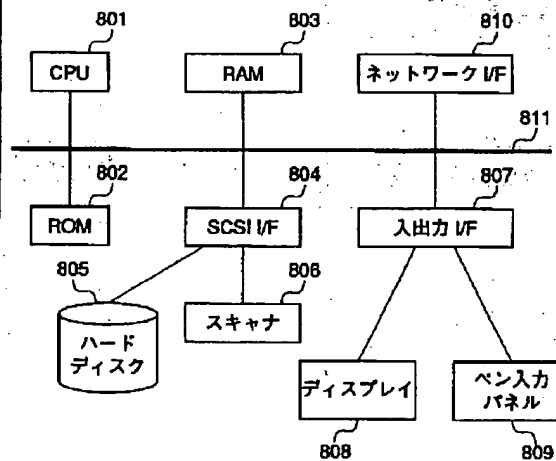 801
803
810
CPU
RAM
ネットワーク I/F
811
802
804
807
ROM
SCSI I/F
入出力 I/F
805
806
ハード
ディスク
スキャナ
ディスプレイ
ペン入力
パネル
808
809